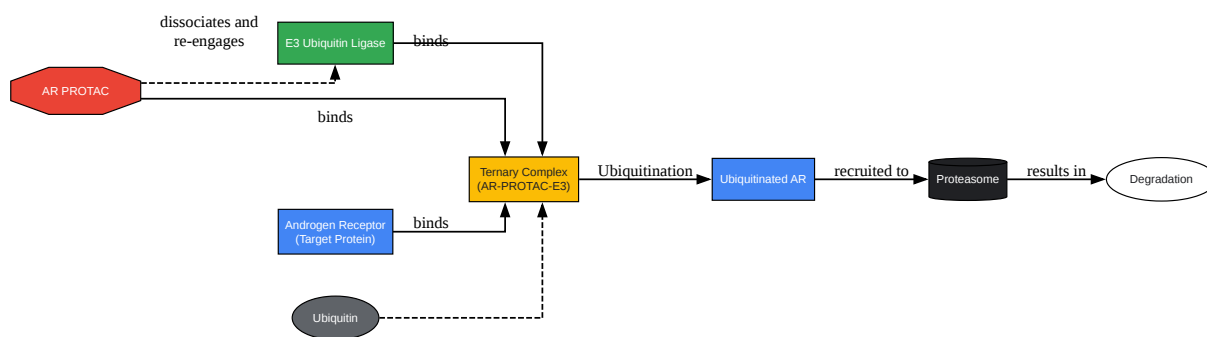 dissociates and
re-engages
E3 Ubiquitin Ligase
binds
AR PROTAC
binds
Ternary Complex
(AR-PROTAC-E3)
Ubiquitination
Ubiquitinated AR
recruited to
Proteasome
results in
Degradation
Androgen Receptor
(Target Protein)
binds
Ubiquitin